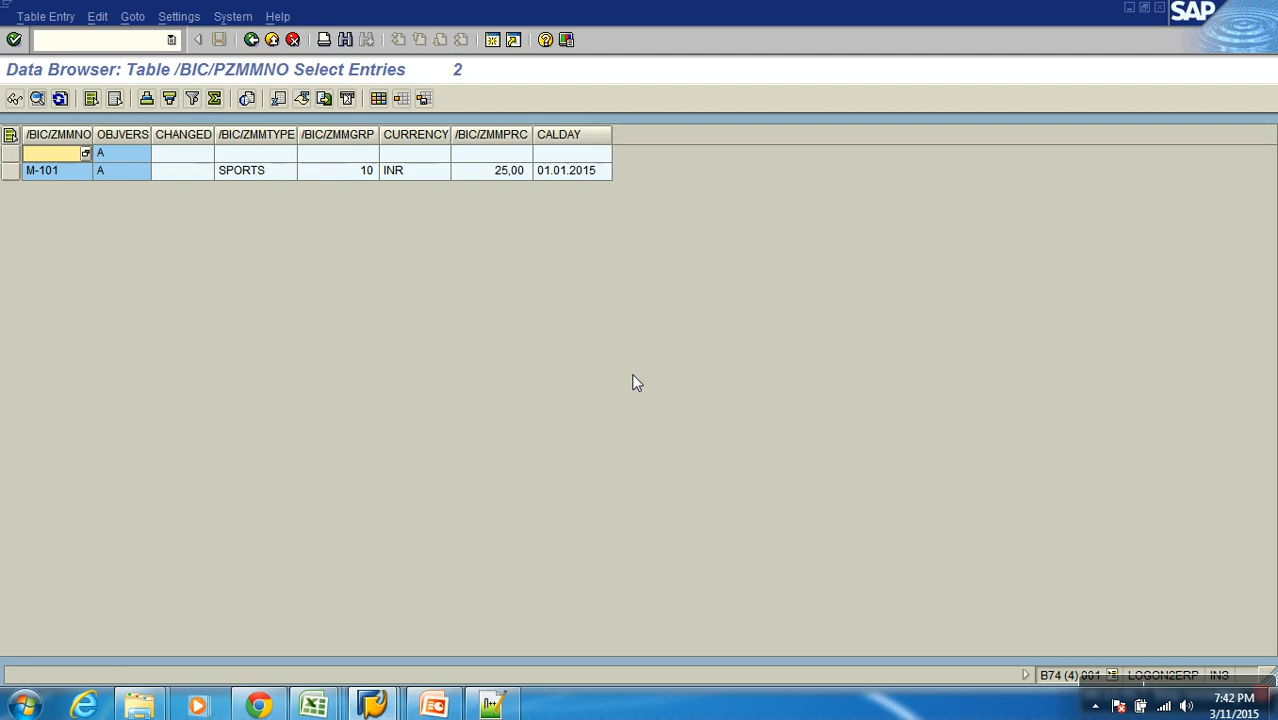 SAP
Table Entry Edit Goto Settings System Help
Data Browser: Table /BIC/PZMMNO Select Entries 2
/BIC/ZMMNO OBJVERS CHANGED /BIC/ZMMTYPE /BIC/ZMMGRP CURRENCY /BIC/ZMMPRC CALDAY
A
M-101 A SPORTS 10 INR 25,00 01.01.2015
B74 (4) 001 LOGON2ERP INS
7:42 PM
3/11/2015